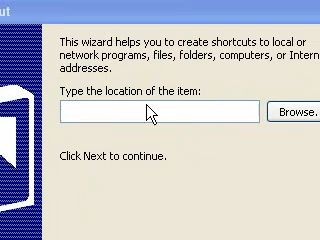 ut
This wizard helps you to create shortcuts to local or
network programs, files, folders, computers, or Intern
addresses.
Type the location of the item:
Browse.
Click Next to continue.